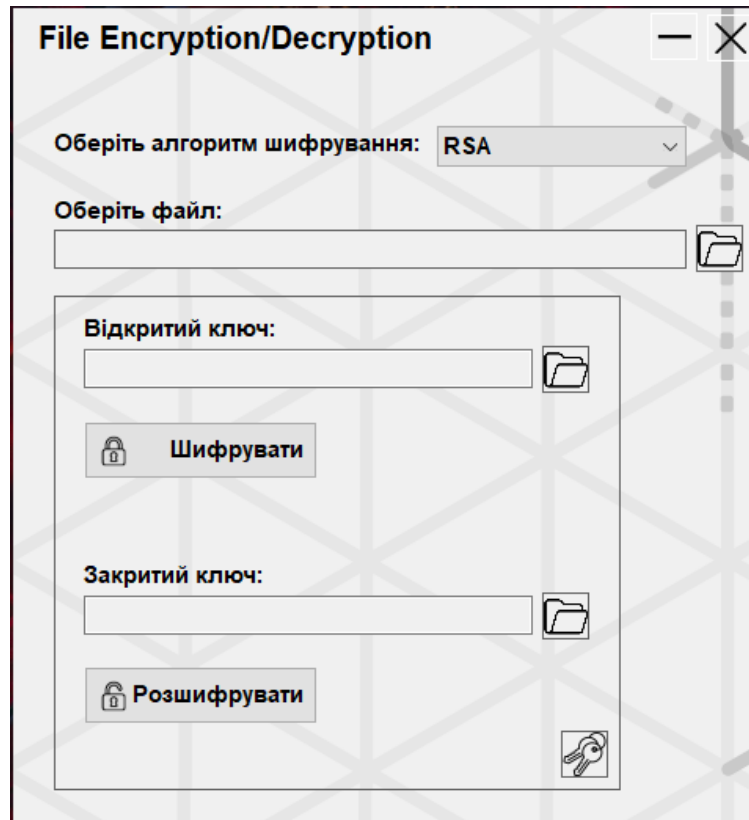 File Encryption/Decryption
Оберіть алгоритм шифрування: RSA
Оберіть файл:
Відкритий ключ:
Шифрувати
Закритий ключ:
Розшифрувати